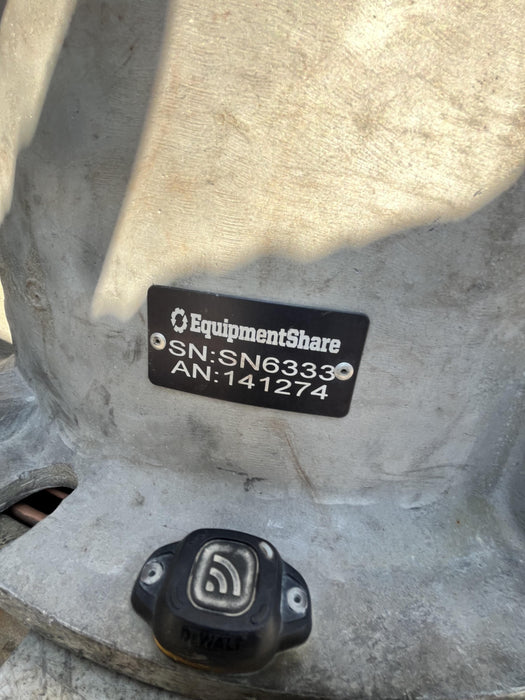 EquipmentShare
SN:SN6333
AN:141274
DEWALT